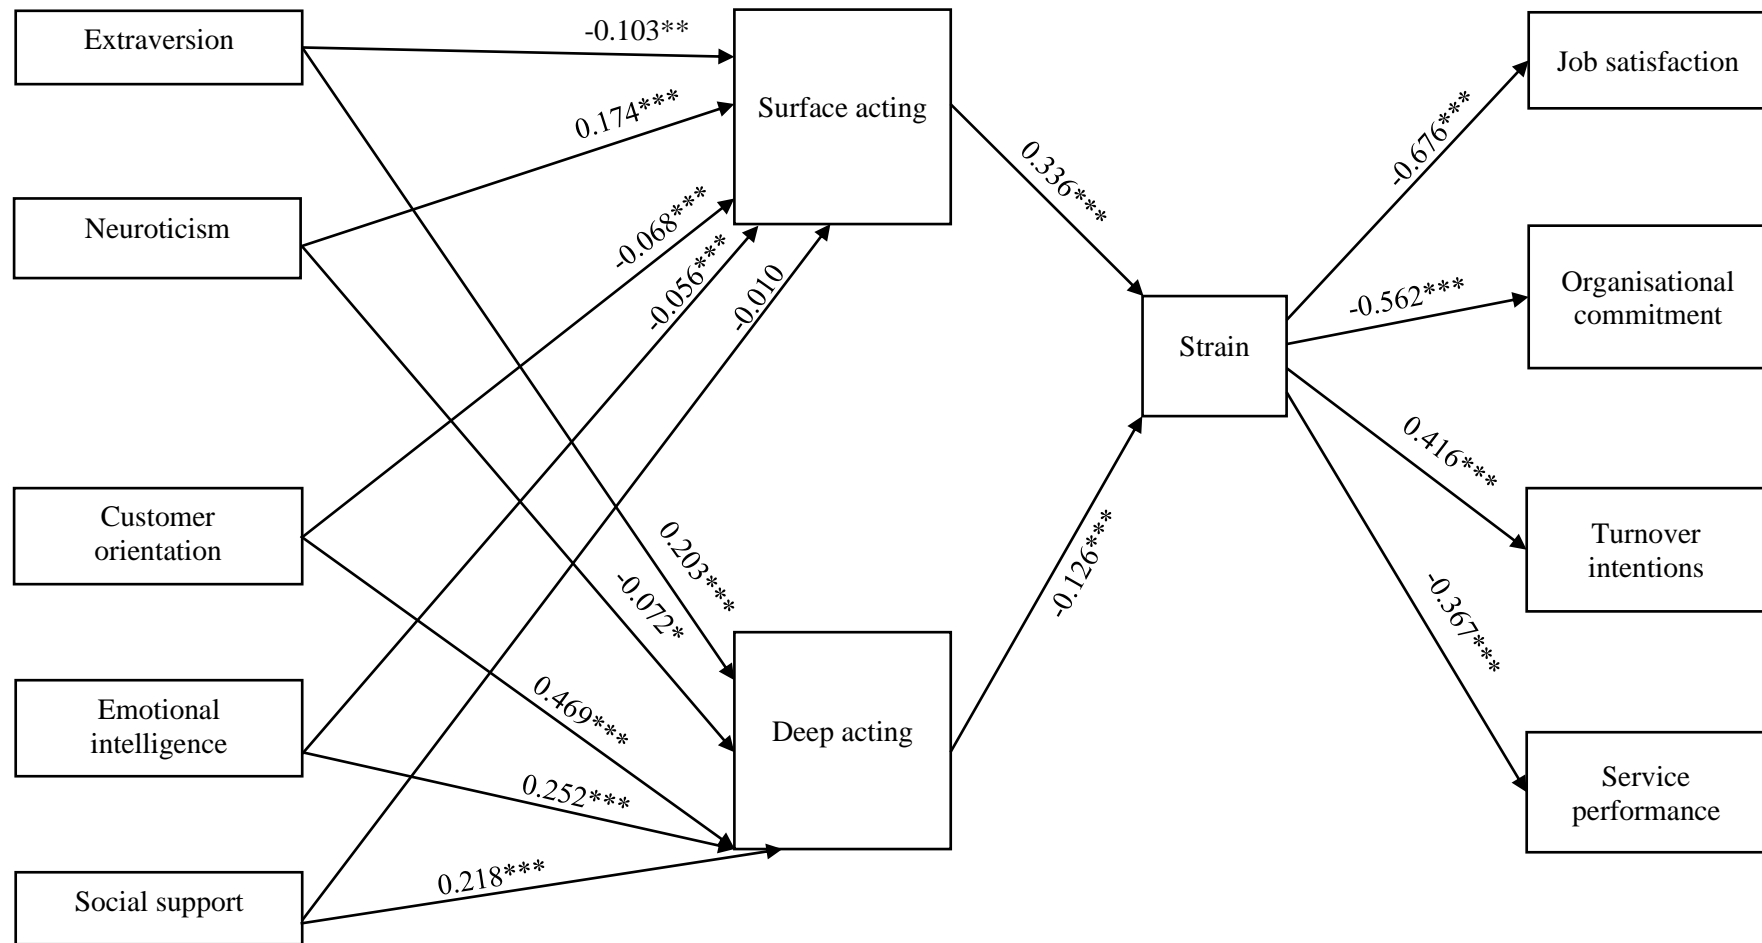 Extraversion
Neuroticism
Customer
orientation
Emotional
intelligence
Social support
-0.103**
0.174***
-0.068***
-0.056***
-0.010
0.203***
-0.072*
0.469***
0.252***
0.218***
Surface acting
Deep acting
0.336***
-0.126***
Strain
-0.676***
-0.562***
0.416***
-0.367***
Job satisfaction
Organisational
commitment
Turnover
intentions
Service
performance